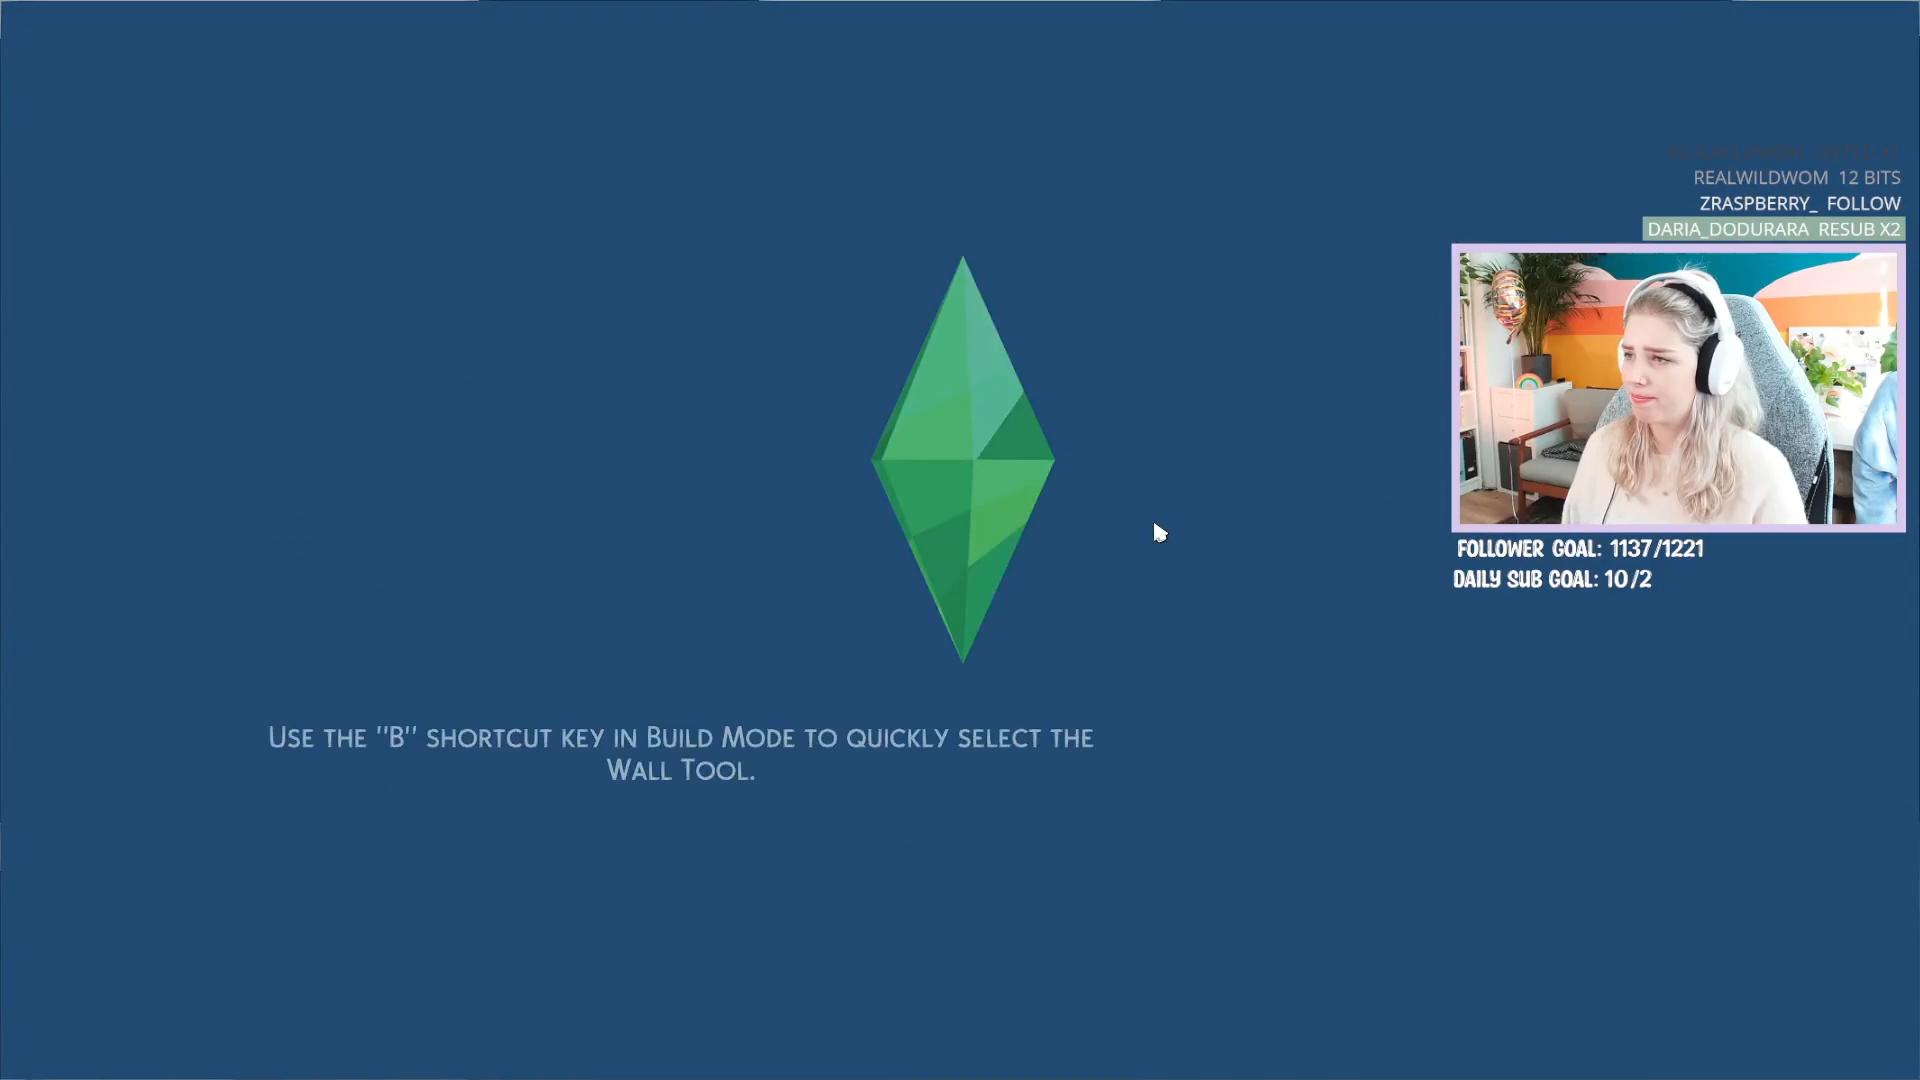 REALWILDWOM 12 BITS
ZRASPBERRY_ FOLLOW
DARIA_DODURARA RESUB X2
FOLLOWER GOAL: 1137/1221
DAILY SUB GOAL: 10/2
USE THE "B" SHORTCUT KEY IN BUILD MODE TO QUICKLY SELECT THE
WALL TOOL.